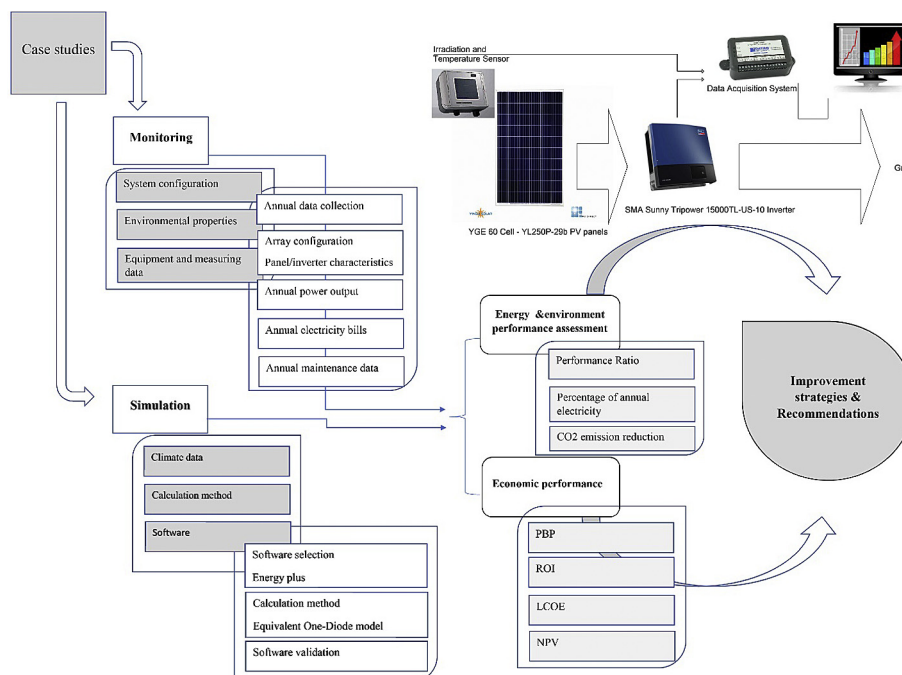 Case studies
Irradiation and
Temperature Sensor
Data Acquisition System
SMA Sunny Tripower 15000TL-US-10 Inverter
YGE 60 Cell - YL250P-29b PV panels
Monitoring
System configuration
Environmental properties
Equipment and measuring
data
Annual data collection
Array configuration
Panel/inverter characteristics
Annual power output
Annual electricity bills
Annual maintenance data
Simulation
Climate data
Calculation method
Software
Software selection
Energy plus
Calculation method
Equivalent One-Diode model
Software validation
Energy &environment
performance assessment
Performance Ratio
Percentage of annual
electricity
CO2 emission reduction
Economic performance
PBP
ROI
LCOE
NPV
Improvement
strategies &
Recommendations